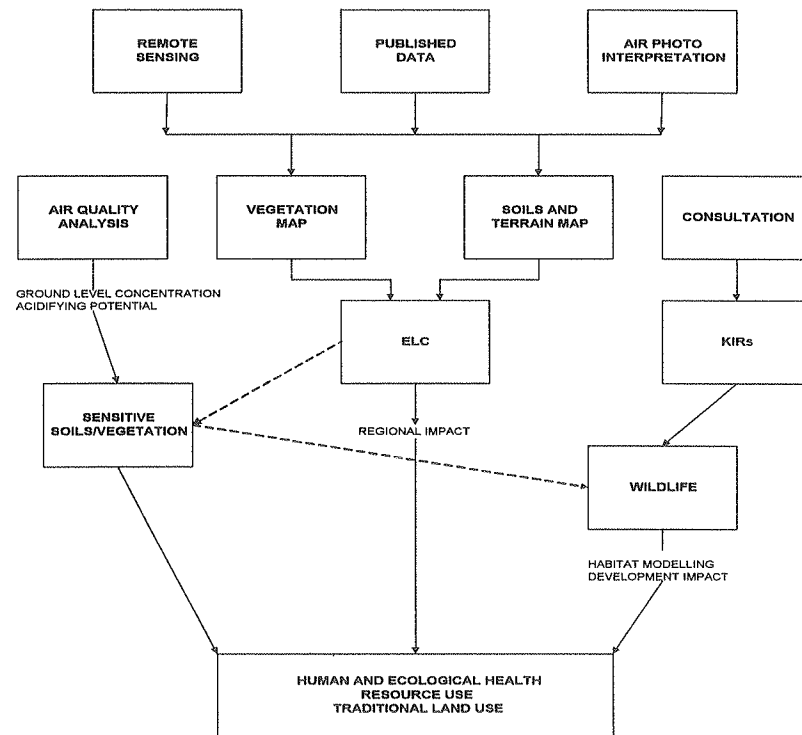 REMOTE
SENSING
PUBLISHED
DATA
AIR PHOTO
INTERPRETATION
AIR QUALITY
ANALYSIS
VEGETATION
MAP
SOILS AND
TERRAIN MAP
CONSULTATION
GROUND LEVEL CONCENTRATION
ACIDIFYING POTENTIAL
ELC
KIRs
SENSITIVE
SOILS/VEGETATION
REGIONAL IMPACT
WILDLIFE
HABITAT MODELLING
DEVELOPMENT IMPACT
HUMAN AND ECOLOGICAL HEALTH
RESOURCE USE
TRADITIONAL LAND USE